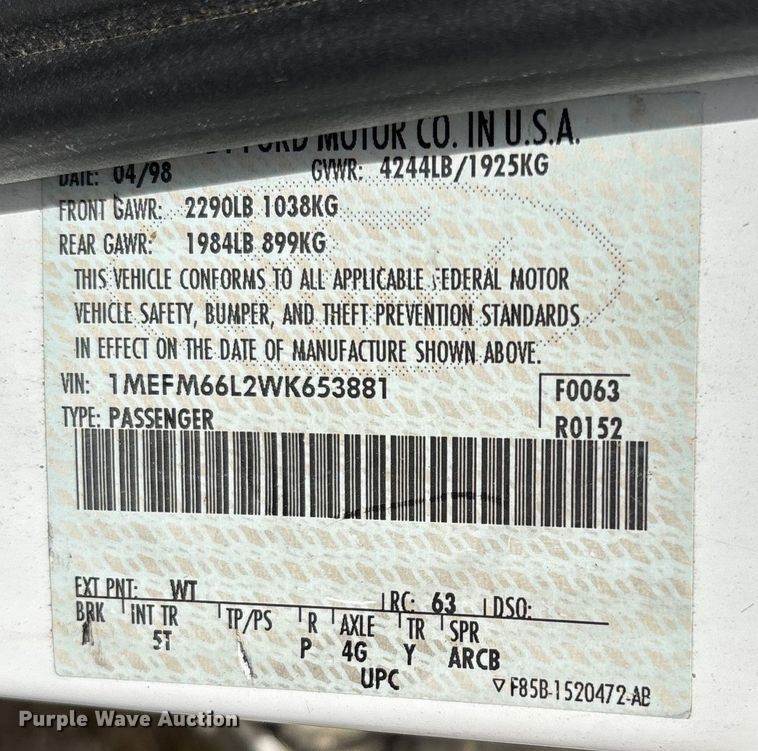 FORD MOTOR CO. IN U.S.A.
DATE: 04/98 GVWR: 4244LB/1925KG
FRONT GAWR: 2290LB 1038KG
REAR GAWR: 1984LB 899KG
THIS VEHICLE CONFORMS TO ALL APPLICABLE FEDERAL MOTOR
VEHICLE SAFETY, BUMPER, AND THEFT PREVENTION STANDARDS
IN EFFECT ON THE DATE OF MANUFACTURE SHOWN ABOVE.
VIN: 1MEFM66L2WK653881 F0063
TYPE: PASSENGER R0152
EXT PNT: WT RC: 63 DSO:
BRK INT TR TP/PS R AXLE TR SPR
5T P 4G Y ARCB
UPC F85B-1520472-AB
Purple Wave Auction